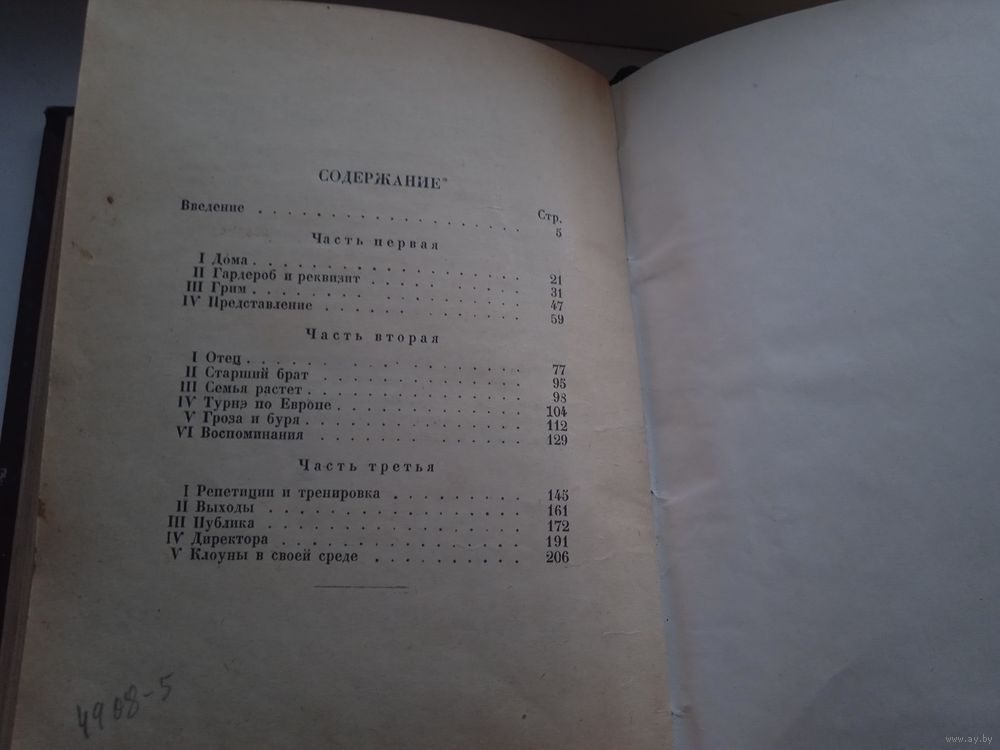 СОДЕРЖАНИЕ
Стр.
Введение . . . . . . . . . . . . . . . . . . 5
Часть первая
I Дома . . . . . . . . . . . . . . . . . . 21
II Гардероб и реквизит . . . . . . . . . . 31
III Грим . . . . . . . . . . . . . . . . . . 47
IV Представление . . . . . . . . . . . . . 59
Часть вторая
I Отец . . . . . . . . . . . . . . . . . . 77
II Старший брат . . . . . . . . . . . . . 95
III Семья растет . . . . . . . . . . . . . 98
IV Турнэ по Европе . . . . . . . . . . . . 104
V Гроза и буря . . . . . . . . . . . . . . 112
VI Воспоминания . . . . . . . . . . . . . 129
Часть третья
I Репетиции и тренировка . . . . . . . . . 145
II Выходы . . . . . . . . . . . . . . . . . 161
III Публика . . . . . . . . . . . . . . . . 172
IV Директора . . . . . . . . . . . . . . . 191
V Клоуны в своей среде . . . . . . . . . . 206
4908-5
www.ay.by